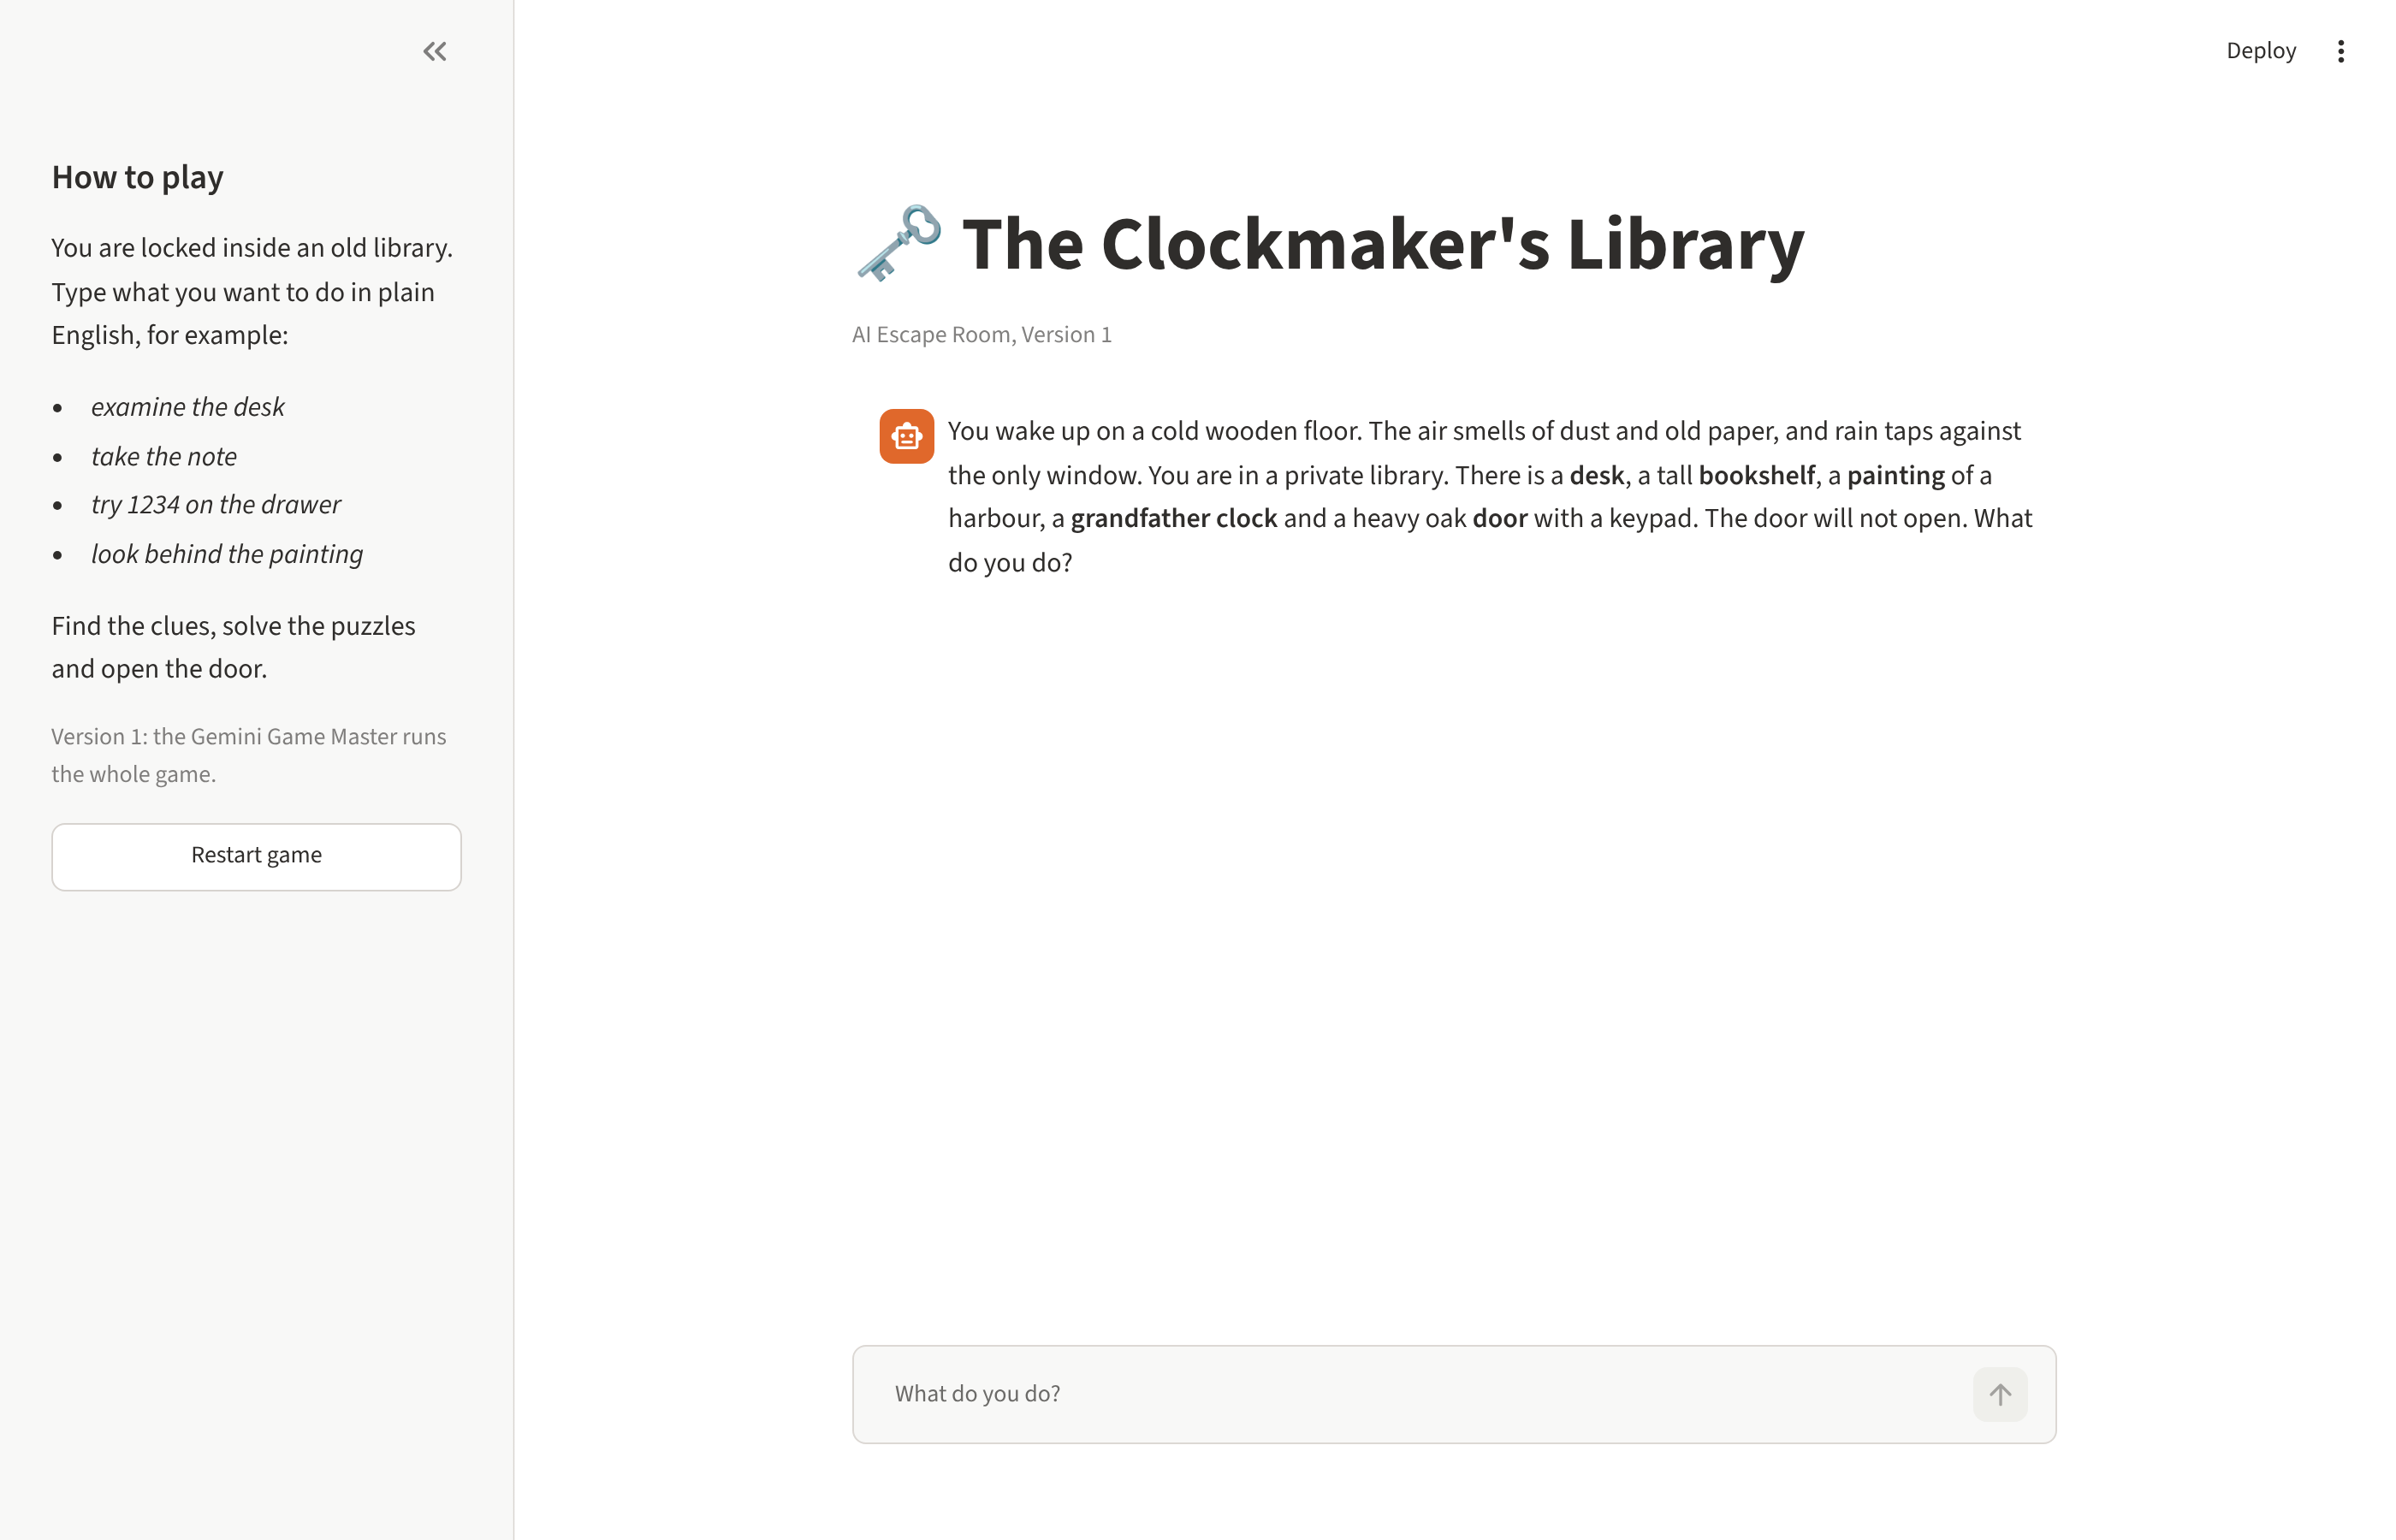 How to play
You are locked inside an old library.
Type what you want to do in plain
English, for example:
• examine the desk
• take the note
• try 1234 on the drawer
• look behind the painting
Find the clues, solve the puzzles
and open the door.
Version 1: the Gemini Game Master runs
the whole game.
Restart game
Deploy
The Clockmaker's Library
AI Escape Room, Version 1
You wake up on a cold wooden floor. The air smells of dust and old paper, and rain taps against
the only window. You are in a private library. There is a desk, a tall bookshelf, a painting of a
harbour, a grandfather clock and a heavy oak door with a keypad. The door will not open. What
do you do?
What do you do?